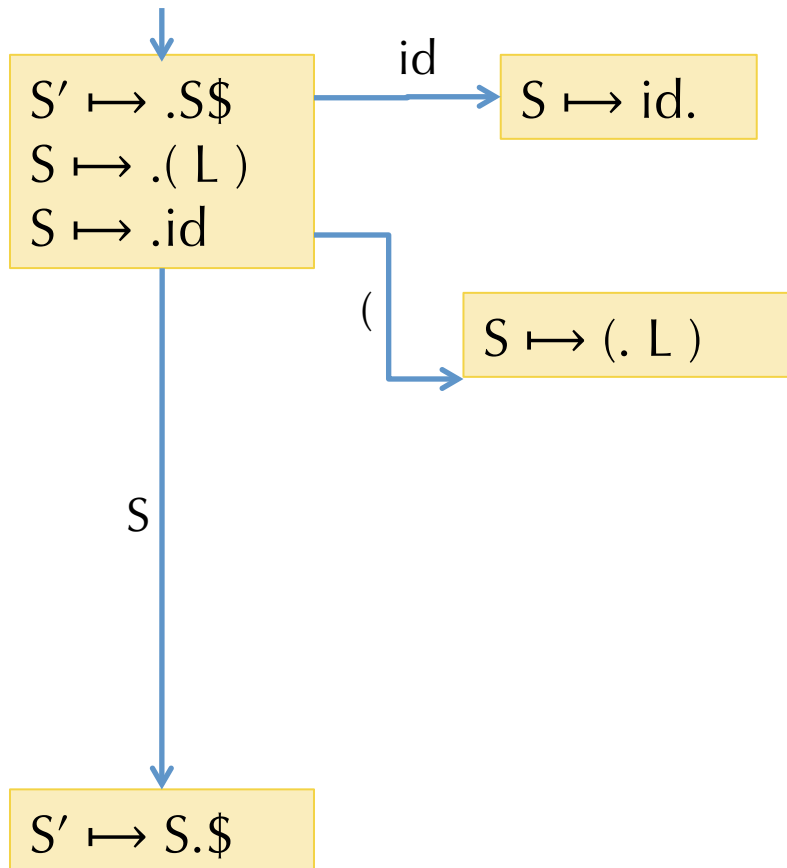 S′ ⟼ .S$
S ⟼ .( L )
S ⟼ .id
id
S ⟼ id.
(
S ⟼ (. L )
S
S′ ⟼ S.$